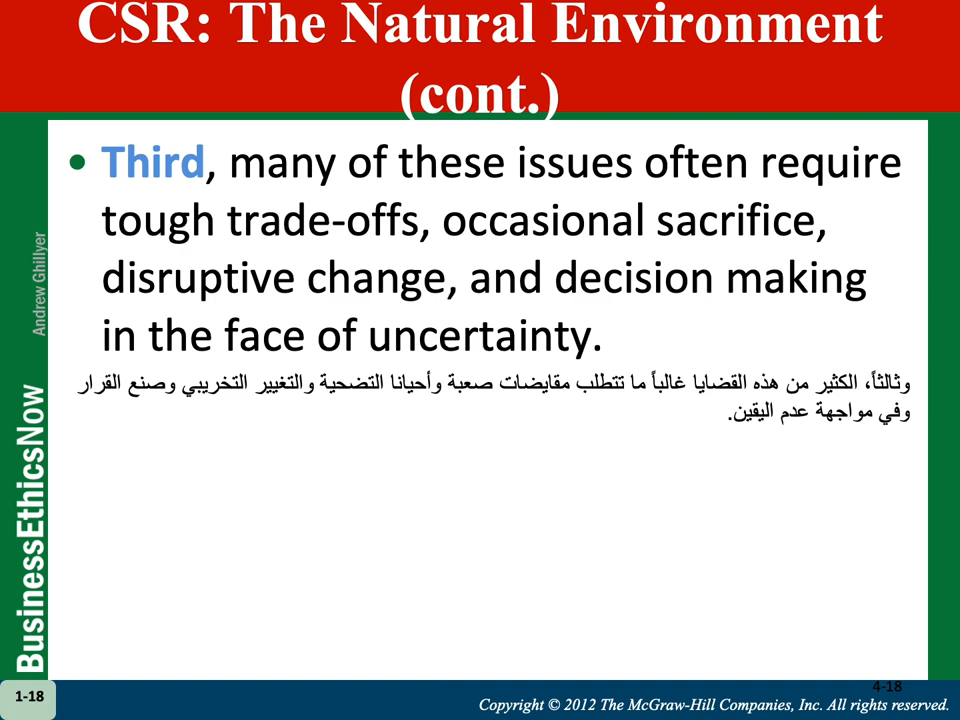 CSR: The Natural Environment
(cont.)
• Third, many of these issues often require
tough trade-offs, occasional sacrifice,
disruptive change, and decision making
in the face of uncertainty.
وثالثاً، الكثير من هذه القضايا غالباً ما تتطلب مقايضات صعبة وأحيانا التضحية والتغيير التخريبي وصنع القرار
وفي مواجهة عدم اليقين.
BusinessEthicsNow
Andrew Ghillyer
1-18
4-18
Copyright © 2012 The McGraw-Hill Companies, Inc. All rights reserved.